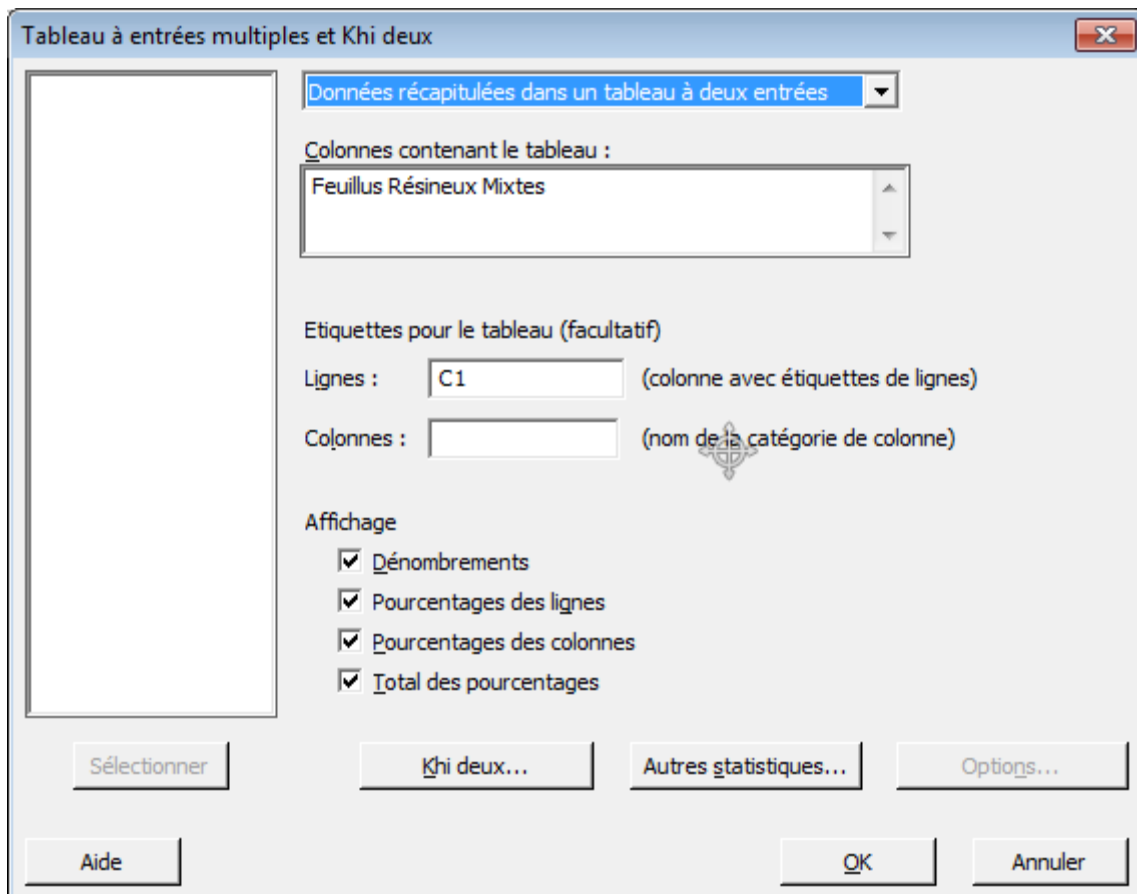 Tableau à entrées multiples et Khi deux
Données récapitulées dans un tableau à deux entrées
Colonnes contenant le tableau :
Feuillus Résineux Mixtes
Etiquettes pour le tableau (facultatif)
Lignes : C1 (colonne avec étiquettes de lignes)
Colonnes : (nom de la catégorie de colonne)
Affichage
Dénombrements
Pourcentages des lignes
Pourcentages des colonnes
Total des pourcentages
Sélectionner Khi deux... Autres statistiques... Options...
Aide OK Annuler